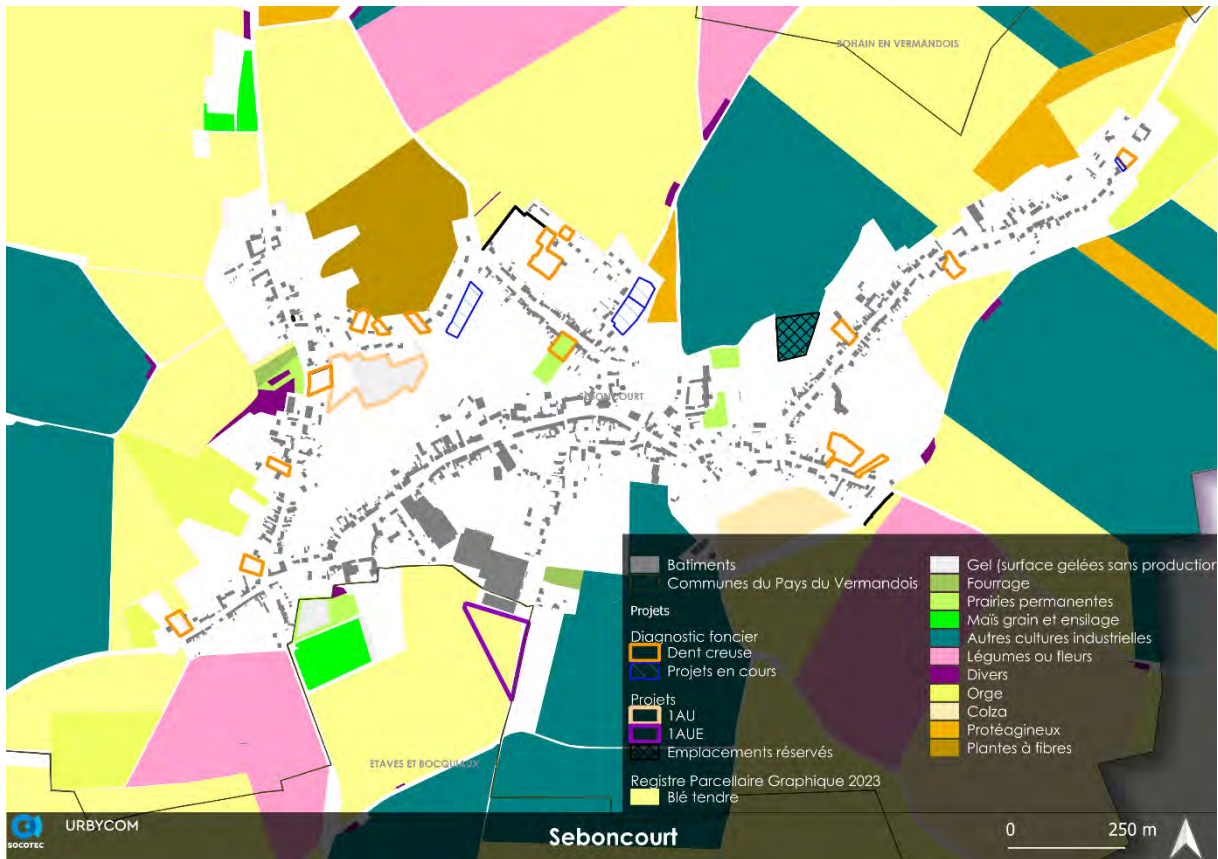 BOHAIN EN VERMANDOIS
SEBONCOURT
ETAVES ET BOCQUIAUX
Batiments
Communes du Pays du Vermandois
Projets
Diagnostic foncier
Dent creuse
Projets en cours
Projets
1AU
1AUE
Emplacements réservés
Registre Parcellaire Graphique 2023
Blé tendre
Gel (surface gelées sans production
Fourrage
Prairies permanentes
Maïs grain et ensilage
Autres cultures industrielles
Légumes ou fleurs
Divers
Orge
Colza
Protéagineux
Plantes à fibres
SOCOTEC
URBYCOM
Seboncourt
0 250 m